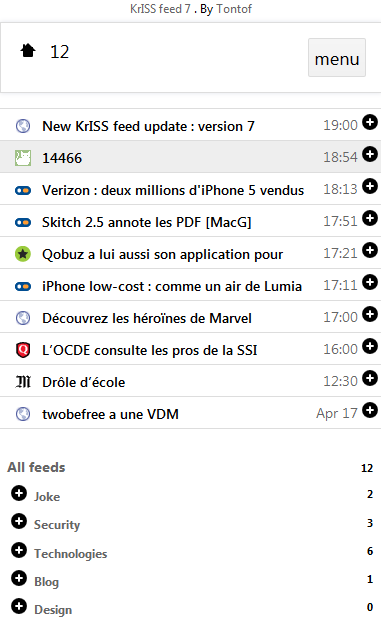 KrISS feed 7 . By Tontof
12
menu
New KrISS feed update : version 7 19:00
14466 18:54
Verizon : deux millions d'iPhone 5 vendus 18:13
Skitch 2.5 annote les PDF [MacG] 17:51
Qobuz a lui aussi son application pour 17:21
iPhone low-cost : comme un air de Lumia 17:11
Découvrez les héroïnes de Marvel 17:00
L'OCDE consulte les pros de la SSI 16:00
Drôle d'école 12:30
twobefree a une VDM Apr 17
All feeds 12
Joke 2
Security 3
Technologies 6
Blog 1
Design 0